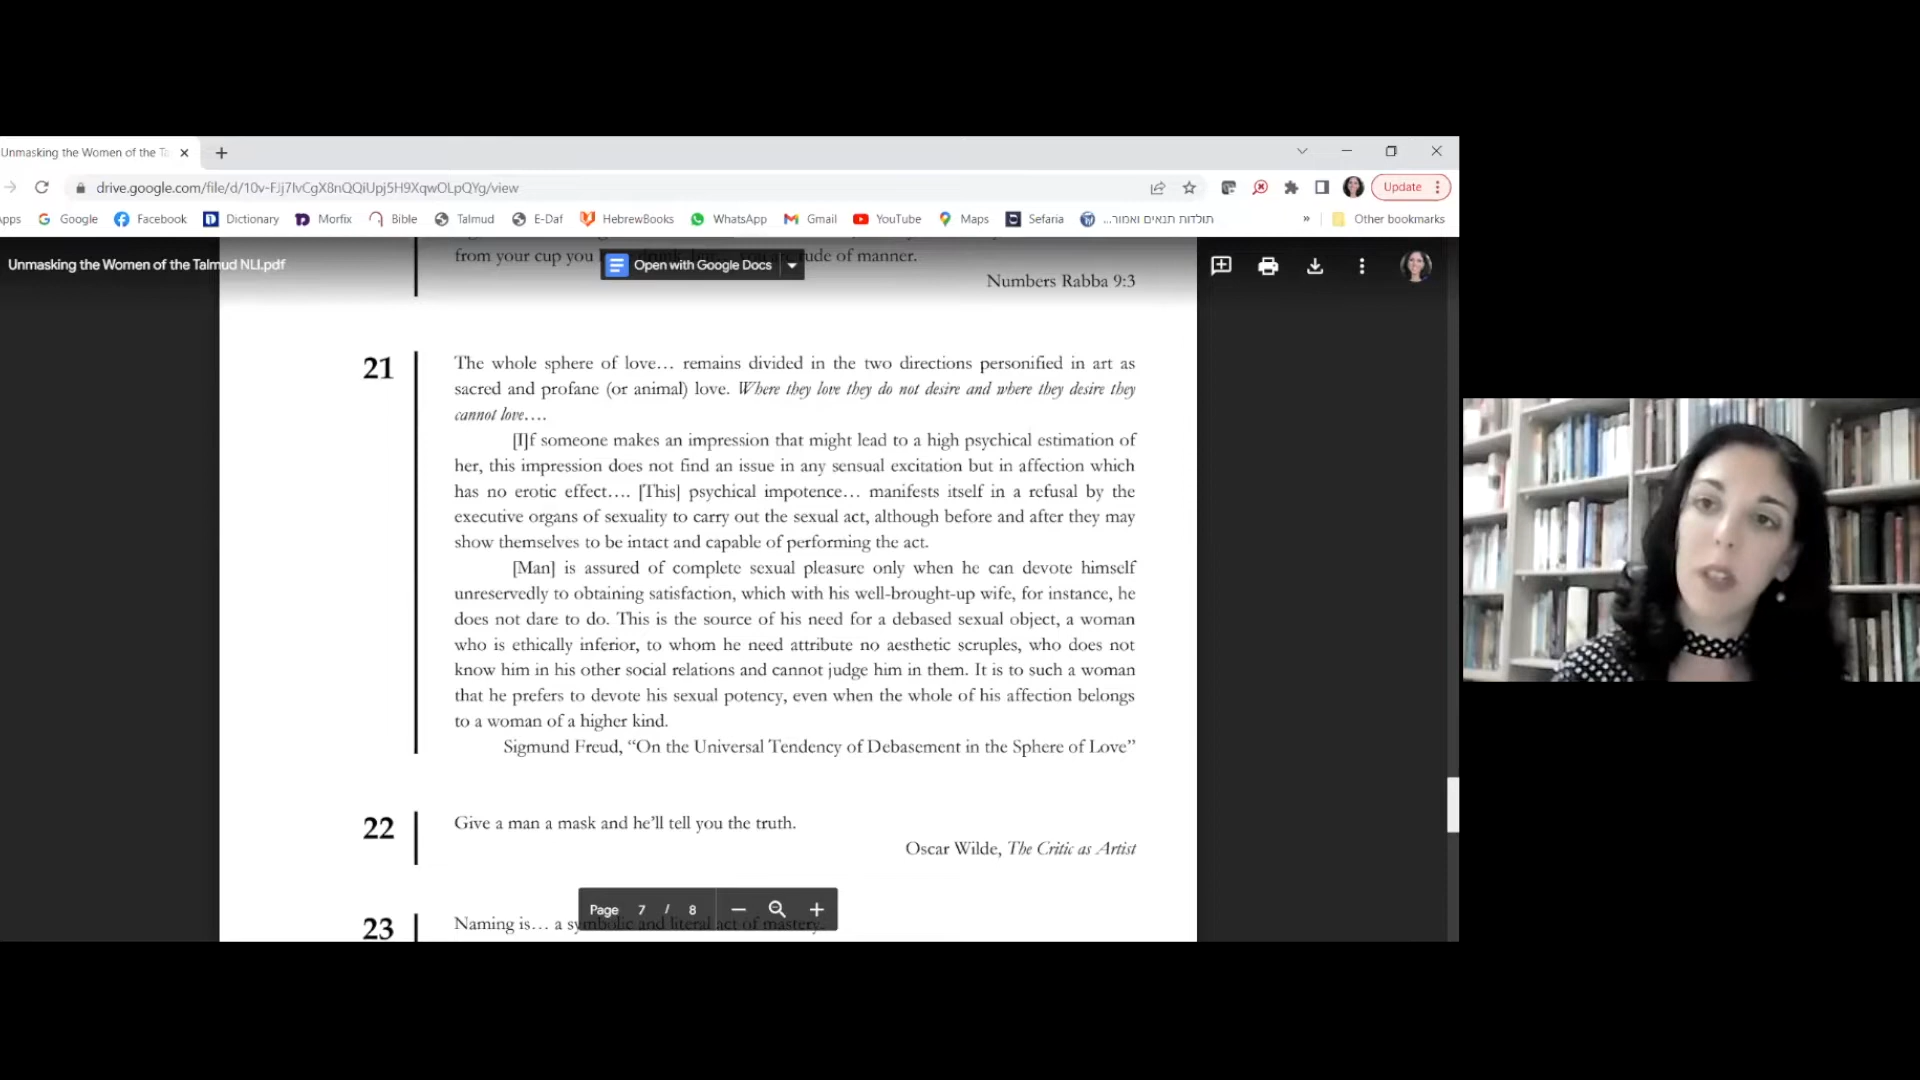 Unmasking the Women of the Ta
drive.google.com/file/d/10v-FJj7IvCgX8nQQiUpj5H9XqwOLpQYg/view
Update
Apps Google Facebook Dictionary Morfix Bible Talmud E-Daf HebrewBooks WhatsApp Gmail YouTube Maps Sefaria תולדות תנאים ואמור... » Other bookmarks
Unmasking the Women of the Talmud NLI.pdf
Open with Google Docs
from your cup you rude of manner.
Numbers Rabba 9:3
21
The whole sphere of love… remains divided in the two directions personified in art as
sacred and profane (or animal) love. Where they love they do not desire and where they desire they
cannot love….
[I]f someone makes an impression that might lead to a high psychical estimation of
her, this impression does not find an issue in any sensual excitation but in affection which
has no erotic effect…. [This] psychical impotence… manifests itself in a refusal by the
executive organs of sexuality to carry out the sexual act, although before and after they may
show themselves to be intact and capable of performing the act.
[Man] is assured of complete sexual pleasure only when he can devote himself
unreservedly to obtaining satisfaction, which with his well-brought-up wife, for instance, he
does not dare to do. This is the source of his need for a debased sexual object, a woman
who is ethically inferior, to whom he need attribute no aesthetic scruples, who does not
know him in his other social relations and cannot judge him in them. It is to such a woman
that he prefers to devote his sexual potency, even when the whole of his affection belongs
to a woman of a higher kind.
Sigmund Freud, “On the Universal Tendency of Debasement in the Sphere of Love”
22
Give a man a mask and he’ll tell you the truth.
Oscar Wilde, The Critic as Artist
23
Naming is… a symbolic and literal act of mastery.
Page 7 / 8